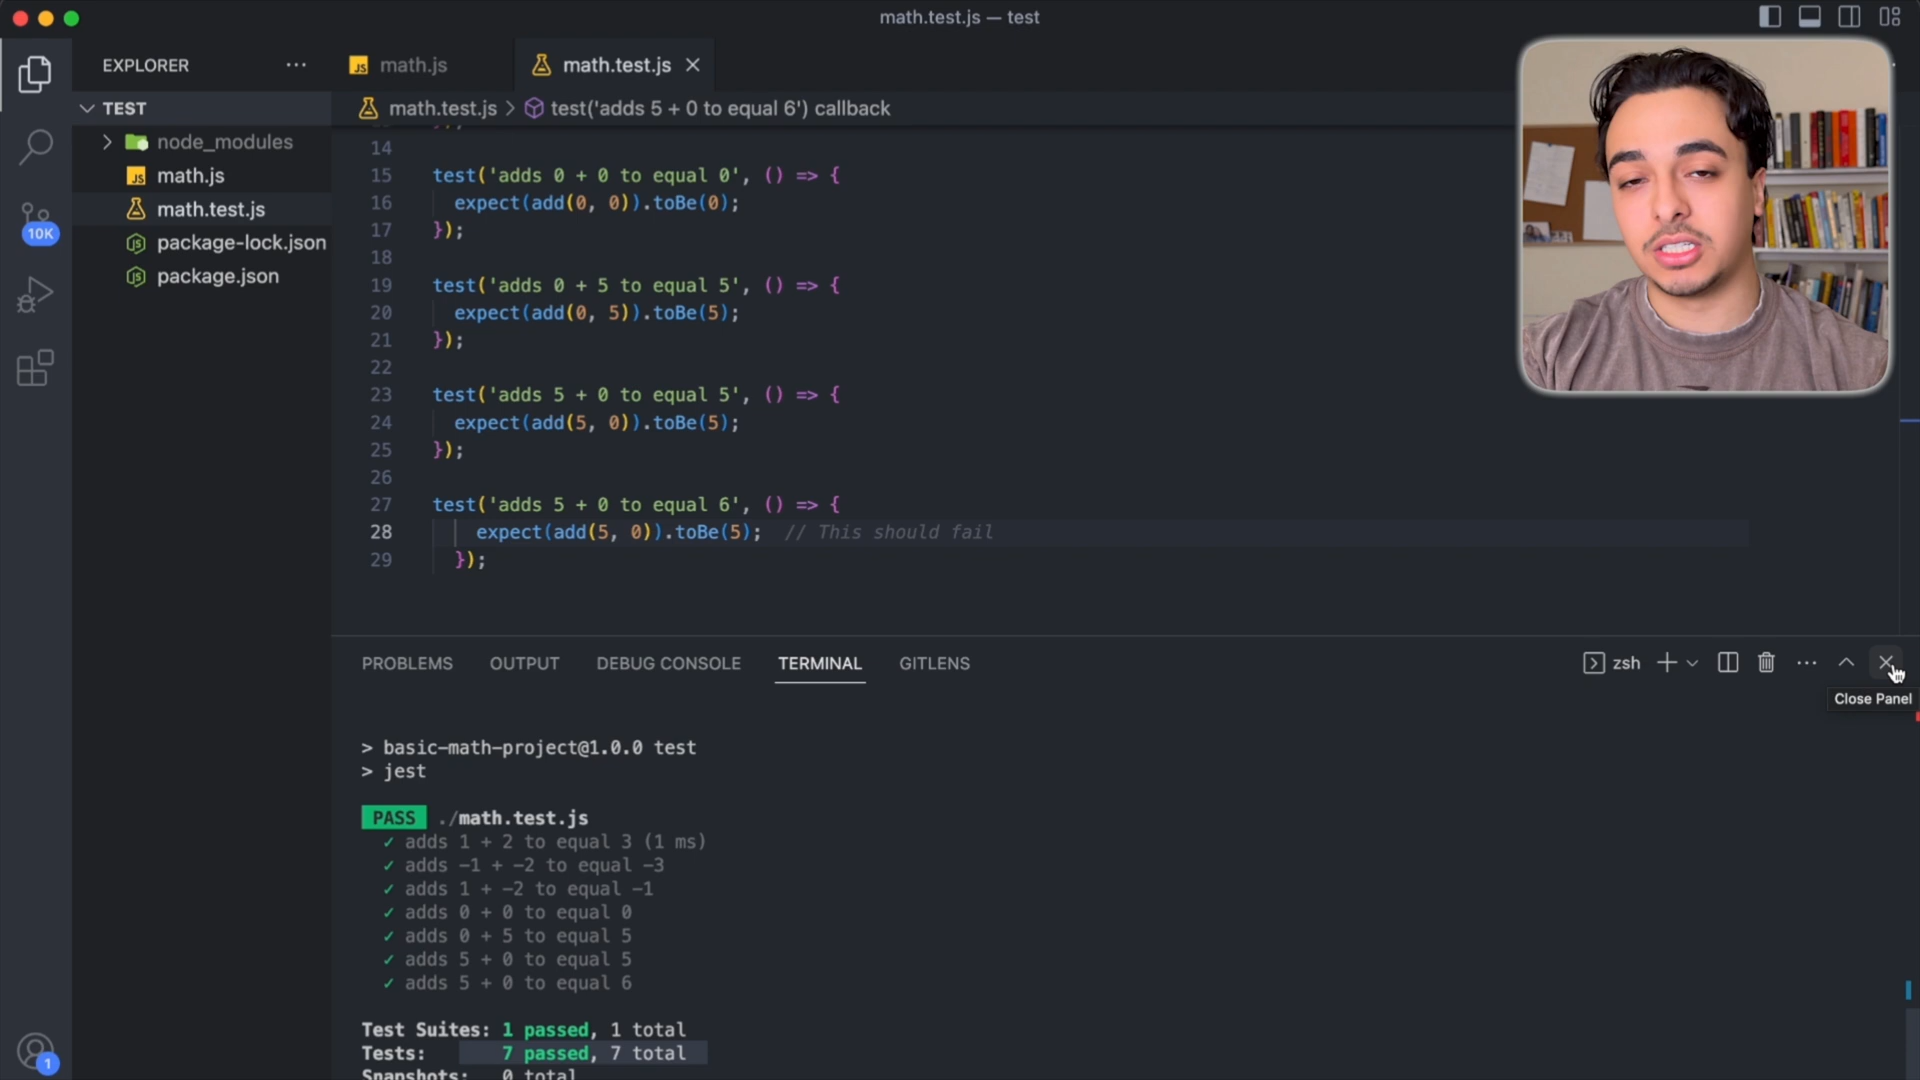 math.test.js — test
EXPLORER
TEST
node_modules
math.js
math.test.js
package-lock.json
package.json
10K
1
math.js
math.test.js
math.test.js > test('adds 5 + 0 to equal 6') callback
14
15 test('adds 0 + 0 to equal 0', () => {
16 expect(add(0, 0)).toBe(0);
17 });
18
19 test('adds 0 + 5 to equal 5', () => {
20 expect(add(0, 5)).toBe(5);
21 });
22
23 test('adds 5 + 0 to equal 5', () => {
24 expect(add(5, 0)).toBe(5);
25 });
26
27 test('adds 5 + 0 to equal 6', () => {
28 expect(add(5, 0)).toBe(5); // This should fail
29 });
PROBLEMS OUTPUT DEBUG CONSOLE TERMINAL GITLENS
zsh
Close Panel
> basic-math-project@1.0.0 test
> jest
PASS ./math.test.js
✓ adds 1 + 2 to equal 3 (1 ms)
✓ adds -1 + -2 to equal -3
✓ adds 1 + -2 to equal -1
✓ adds 0 + 0 to equal 0
✓ adds 0 + 5 to equal 5
✓ adds 5 + 0 to equal 5
✓ adds 5 + 0 to equal 6
Test Suites: 1 passed, 1 total
Tests: 7 passed, 7 total
Snapshots: 0 total